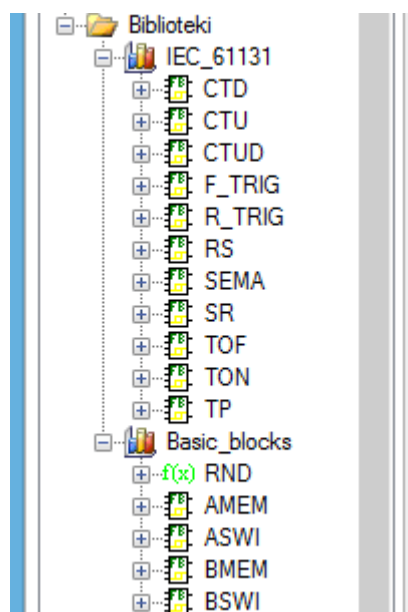 Biblioteki
IEC_61131
CTD
CTU
CTUD
F_TRIG
R_TRIG
RS
SEMA
SR
TOF
TON
TP
Basic_blocks
f(x) RND
AMEM
ASWI
BMEM
BSWI